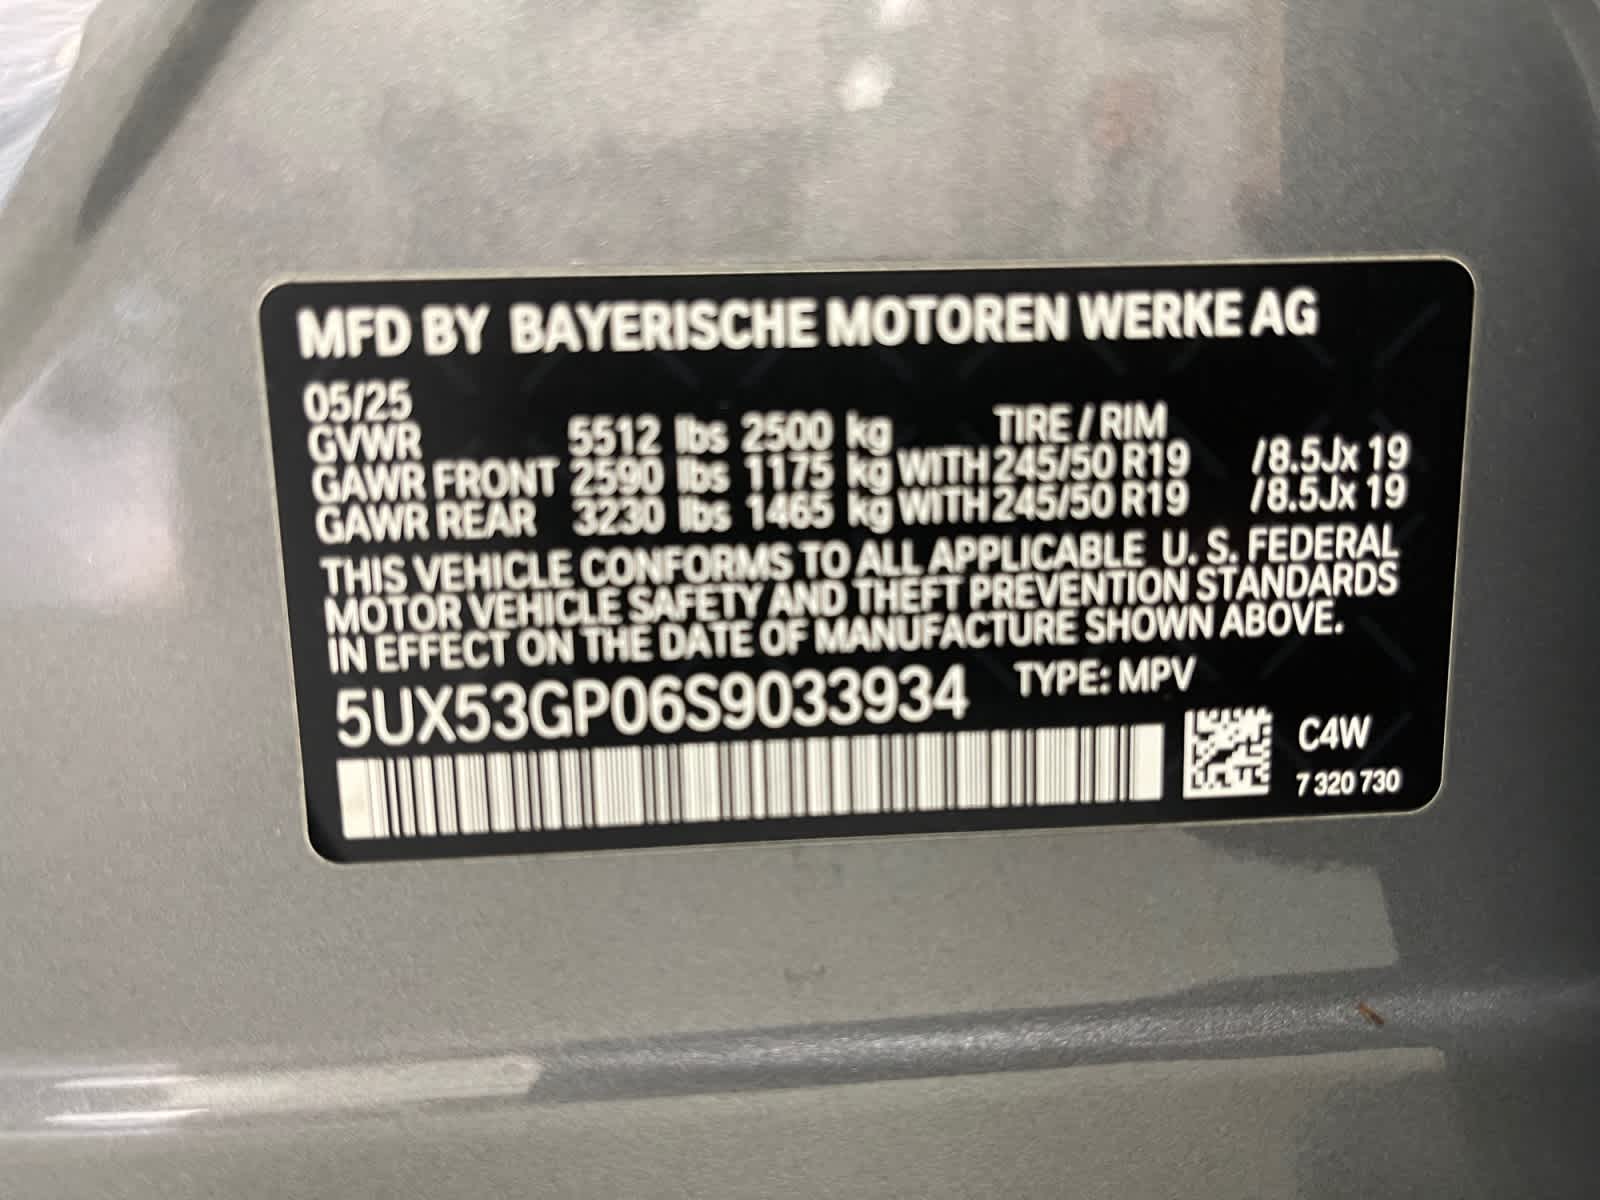 MFD BY BAYERISCHE MOTOREN WERKE AG
05/25
GVWR 5512 lbs 2500 kg TIRE / RIM
GAWR FRONT 2590 lbs 1175 kg WITH 245/50 R19 /8.5Jx 19
GAWR REAR 3230 lbs 1465 kg WITH 245/50 R19 /8.5Jx 19
THIS VEHICLE CONFORMS TO ALL APPLICABLE U. S. FEDERAL
MOTOR VEHICLE SAFETY AND THEFT PREVENTION STANDARDS
IN EFFECT ON THE DATE OF MANUFACTURE SHOWN ABOVE.
5UX53GP06S9033934 TYPE: MPV
C4W
7 320 730